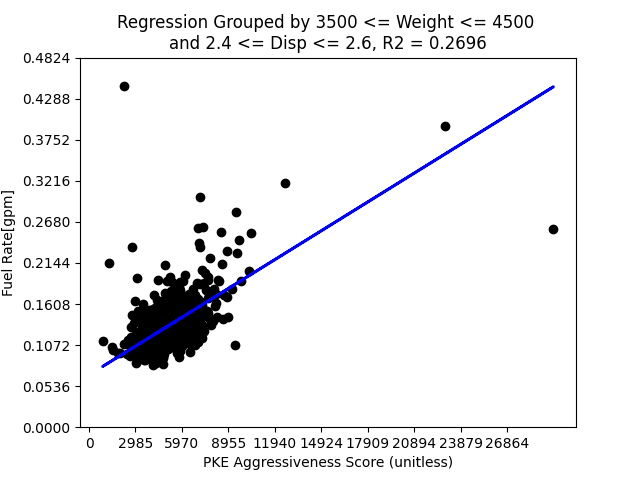 Regression Grouped by 3500 <= Weight <= 4500
and 2.4 <= Disp <= 2.6, R2 = 0.2696
0.4824
0.4288
0.3752
0.3216
0.2680
0.2144
0.1608
0.1072
0.0536
0.0000
Fuel Rate[gpm]
0 2985 5970 8955 11940 14924 17909 20894 23879 26864
PKE Aggressiveness Score (unitless)